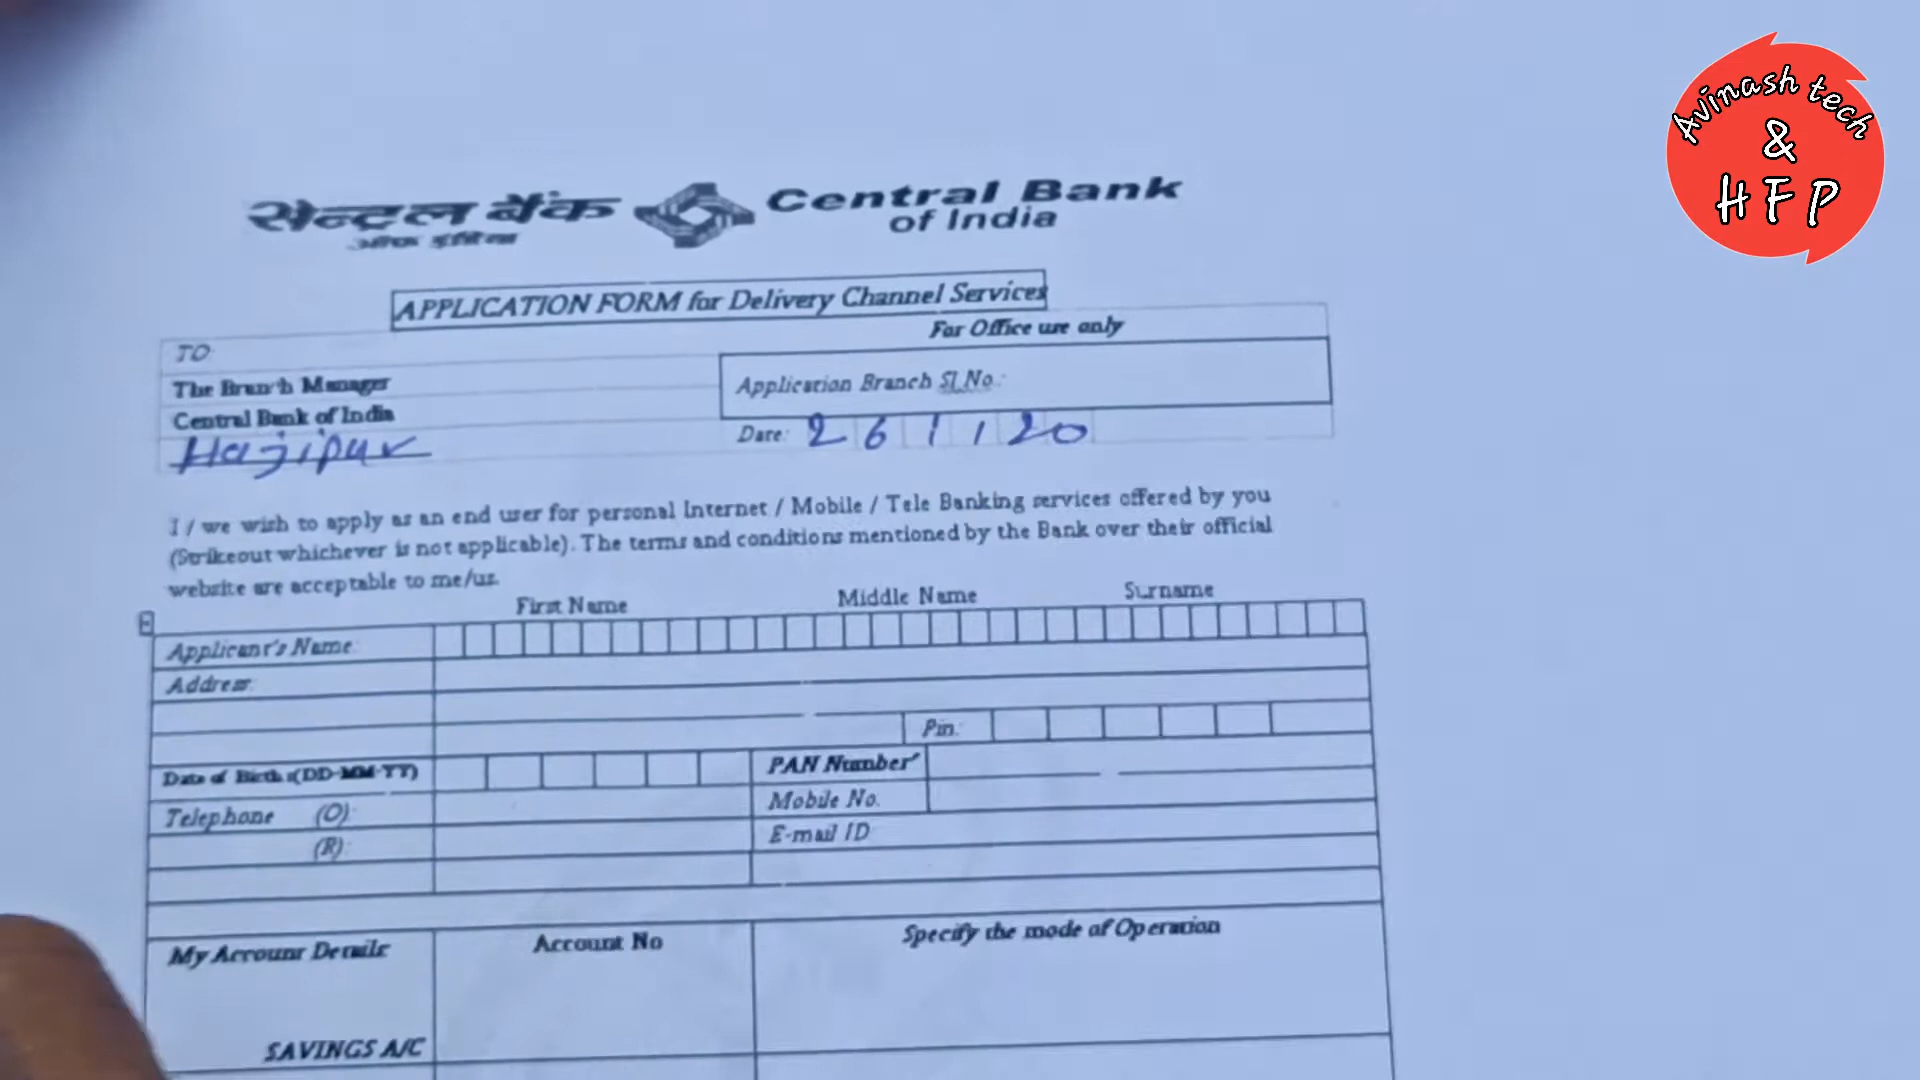 Avinash tech
&
HFP
सेन्ट्रल बैंक Central Bank
ऑफ इंडिया of India
APPLICATION FORM for Delivery Channel Services
For Office use only
TO:
The Branch Manager
Application Branch Sl.No.:
Central Bank of India
Hajipur
Date: 26 11 20
I / we wish to apply as an end user for personal Internet / Mobile / Tele Banking services offered by you
(Strikeout whichever is not applicable). The terms and conditions mentioned by the Bank over their official
website are acceptable to me/us.
First Name Middle Name Surname
Applicant's Name:
Address:
Pin:
Date of Birth :(DD-MM-YY) PAN Number*
Telephone (O): Mobile No.
(R): E-mail ID
My Account Details: Account No Specify the mode of Operation
SAVINGS A/C